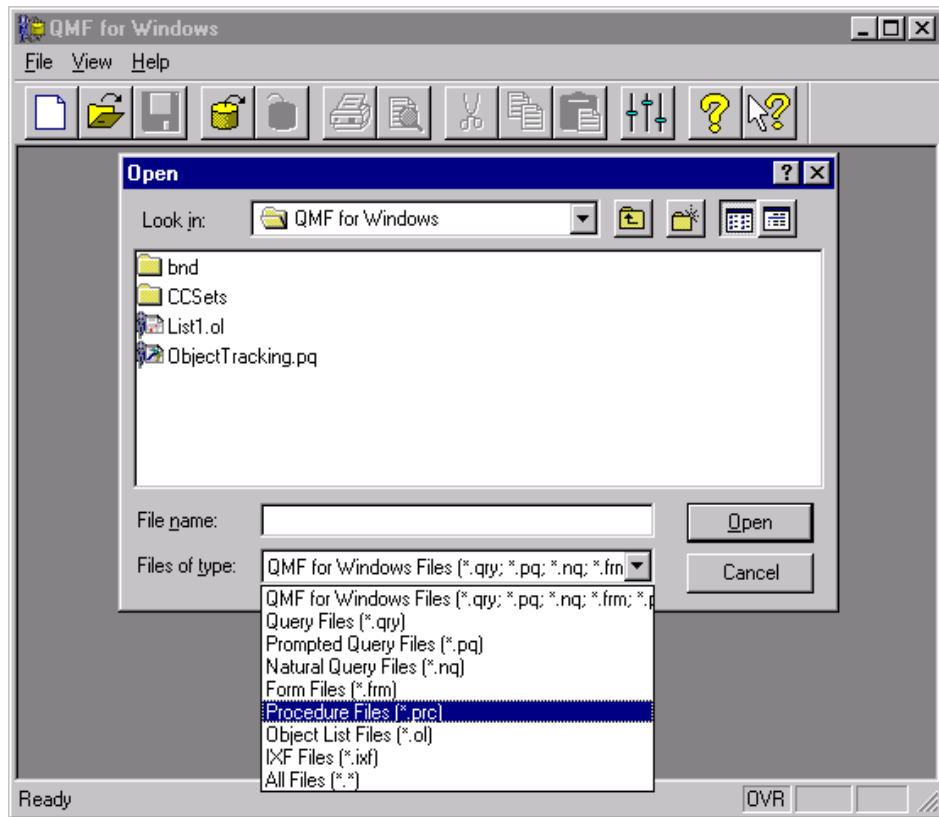 QMF for Windows
File View Help
Open
Look in: QMF for Windows
bnd
CCSets
List1.ol
ObjectTracking.pq
File name:
Open
Files of type: QMF for Windows Files (*.qry; *.pq; *.nq; *.frn
Cancel
QMF for Windows Files (*.qry; *.pq; *.nq; *.frm; *.p
Query Files (*.qry)
Prompted Query Files (*.pq)
Natural Query Files (*.nq)
Form Files (*.frm)
Procedure Files (*.prc)
Object List Files (*.ol)
IXF Files (*.ixf)
All Files (*.*)
Ready
OVR